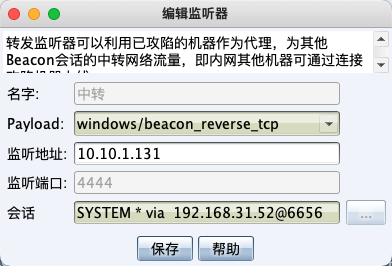 编辑监听器
转发监听器可以利用已攻陷的机器作为代理，为其他
Beacon会话的中转网络流量，即内网其他机器可通过连接
名字: 中转
Payload: windows/beacon_reverse_tcp
监听地址: 10.10.1.131
监听端口: 4444
会话 SYSTEM * via 192.168.31.52@6656 ...
保存 帮助